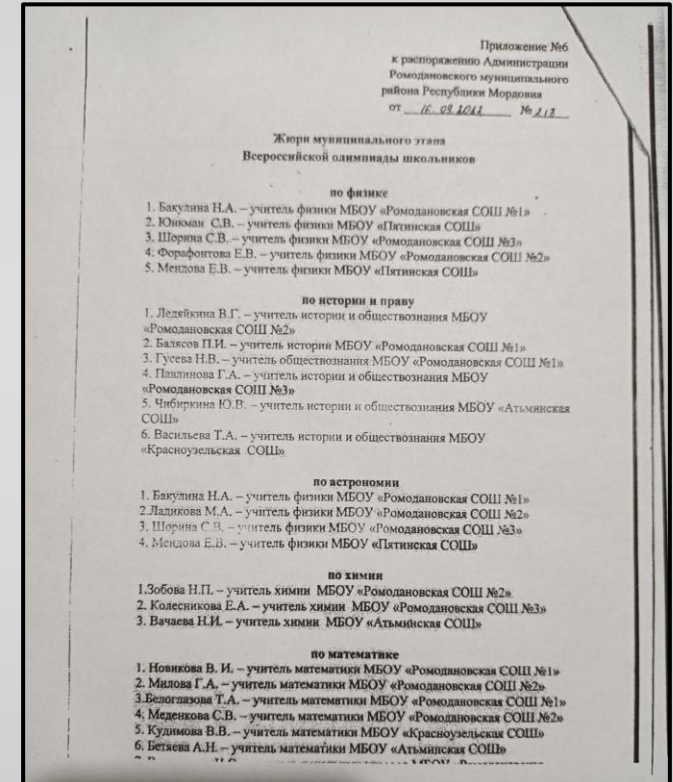 Приложение №6
к распоряжению Администрации
Ромодановского муниципального
района Республики Мордовия
от 16.09.2022 № 218
Жюри муниципального этапа
Всероссийской олимпиады школьников
по физике
1. Бакулина Н.А. – учитель физики МБОУ «Ромодановская СОШ №1»
2. Юнкман С.В. – учитель физики МБОУ «Пятинская СОШ»
3. Шорина С.В. – учитель физики МБОУ «Ромодановская СОШ №3»
4. Форафонтова Е.В. – учитель физики МБОУ «Ромодановская СОШ №2»
5. Мендова Е.В. – учитель физики МБОУ «Пятинская СОШ»
по истории и праву
1. Ледяйкина В.Г. – учитель истории и обществознания МБОУ
«Ромодановская СОШ №2»
2. Балясов П.И. – учитель истории МБОУ «Ромодановская СОШ №1»
3. Гусева Н.В. – учитель обществознания МБОУ «Ромодановская СОШ №1»
4. Павлинова Г.А. – учитель истории и обществознания МБОУ
«Ромодановская СОШ №3»
5. Чибиркина Ю.В. – учитель истории и обществознания МБОУ «Атьминская
СОШ»
6. Васильева Т.А. – учитель истории и обществознания МБОУ
«Красноузельская СОШ»
по астрономии
1. Бакулина Н.А. – учитель физики МБОУ «Ромодановская СОШ №1»
2.Ладикова М.А. – учитель физики МБОУ «Ромодановская СОШ №2»
3. Шорина С.В. – учитель физики МБОУ «Ромодановская СОШ №3»
4. Мендова Е.В. – учитель физики МБОУ «Пятинская СОШ»
по химии
1.Зобова Н.П. – учитель химии МБОУ «Ромодановская СОШ №2»
2. Колесникова Е.А. – учитель химии МБОУ «Ромодановская СОШ №3»
3. Вачаева Н.И. – учитель химии МБОУ «Атьминская СОШ»
по математике
1. Новикова В. И. – учитель математики МБОУ «Ромодановская СОШ №1»
2. Милова Г.А. – учитель математики МБОУ «Ромодановская СОШ №2»
3.Белоглазова Т.А. – учитель математики МБОУ «Ромодановская СОШ №1»
4. Меденкова С.В. – учитель математики МБОУ «Ромодановская СОШ №2»
5. Кудимова В.В. – учитель математики МБОУ «Красноузельская СОШ»
6. Бетяева А.Н. – учитель математики МБОУ «Атьминская СОШ»